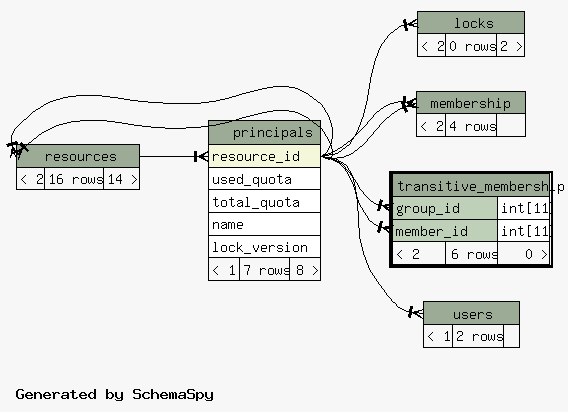 locks
< 2 0 rows 2 >
membership
< 2 4 rows
principals
resource_id
used_quota
total_quota
name
lock_version
< 1 7 rows 8 >
resources
< 2 16 rows 14 >
transitive_membership
group_id int[11]
member_id int[11]
< 2 6 rows 0 >
users
< 1 2 rows
Generated by SchemaSpy